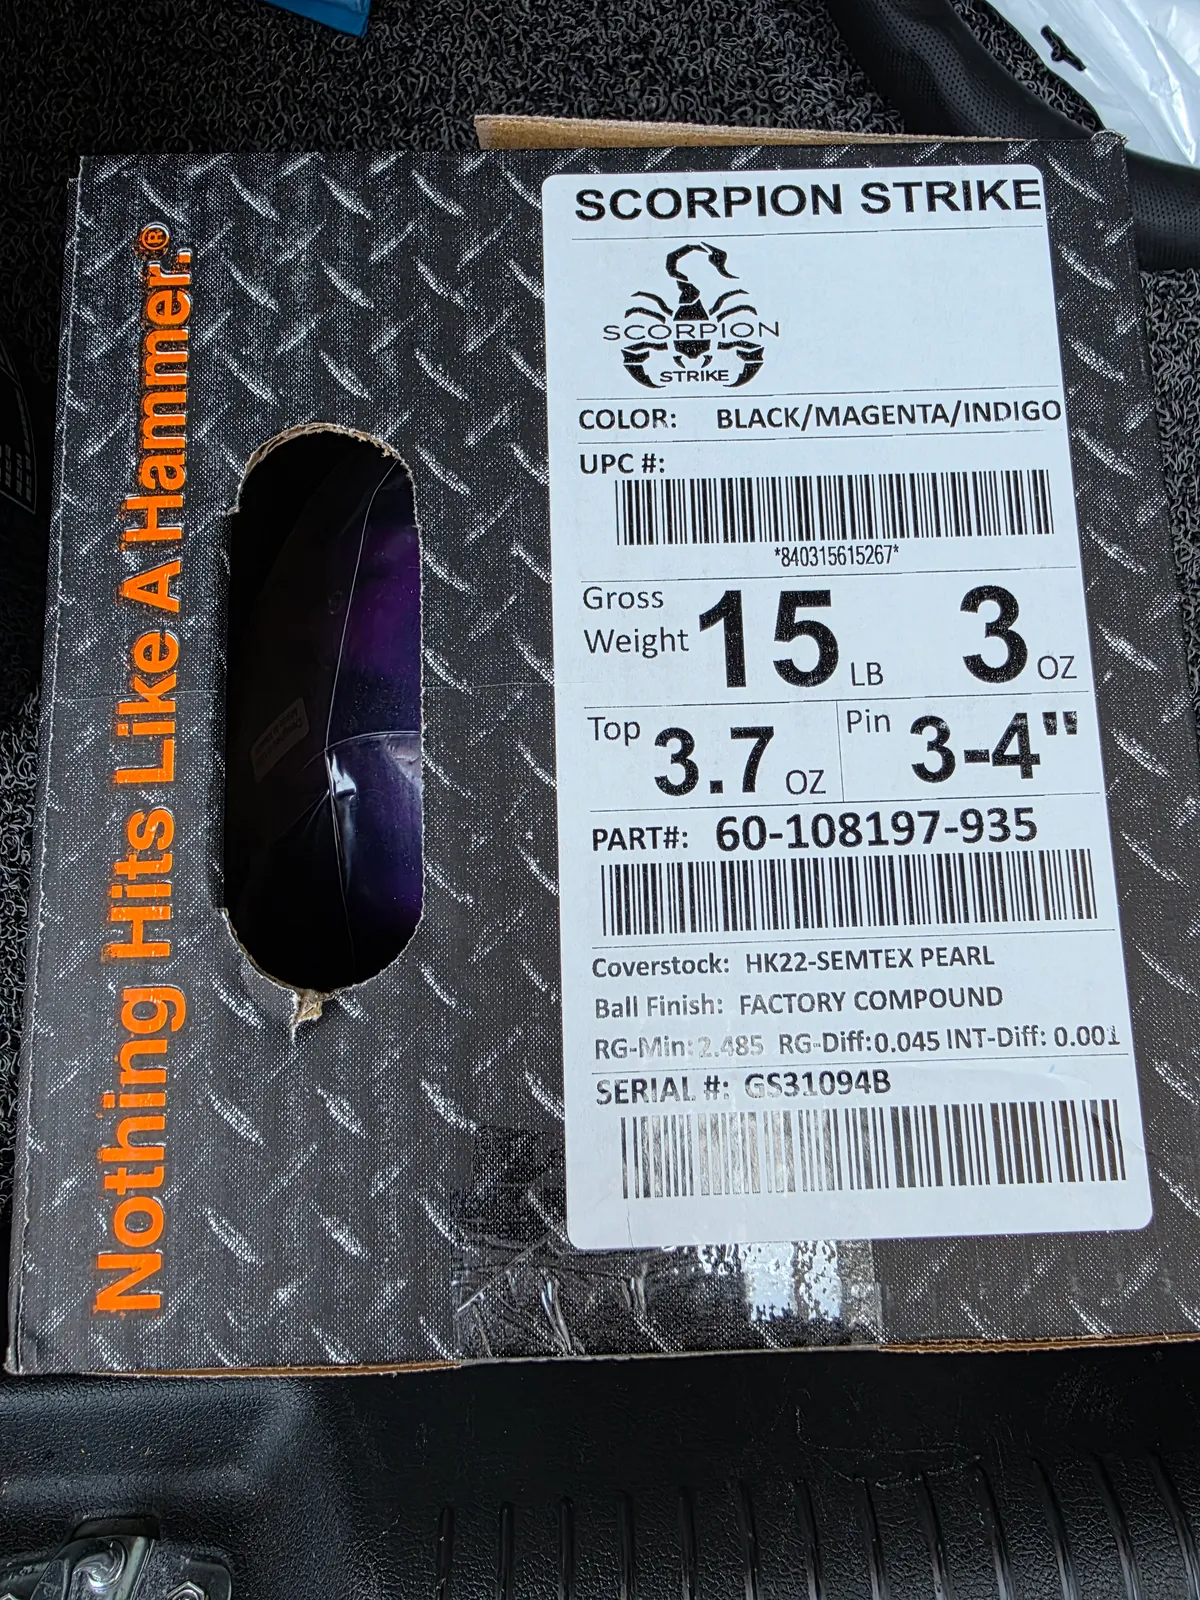 Nothing Hits Like A Hammer.®
SCORPION STRIKE
SCORPION
STRIKE
COLOR: BLACK/MAGENTA/INDIGO
UPC #:
*840315615267*
Gross Weight 15 LB 3 OZ
Top 3.7 OZ Pin 3-4"
PART#: 60-108197-935
Coverstock: HK22-SEMTEX PEARL
Ball Finish: FACTORY COMPOUND
RG-Min: 2.485 RG-Diff: 0.045 INT-Diff: 0.001
SERIAL #: GS31094B